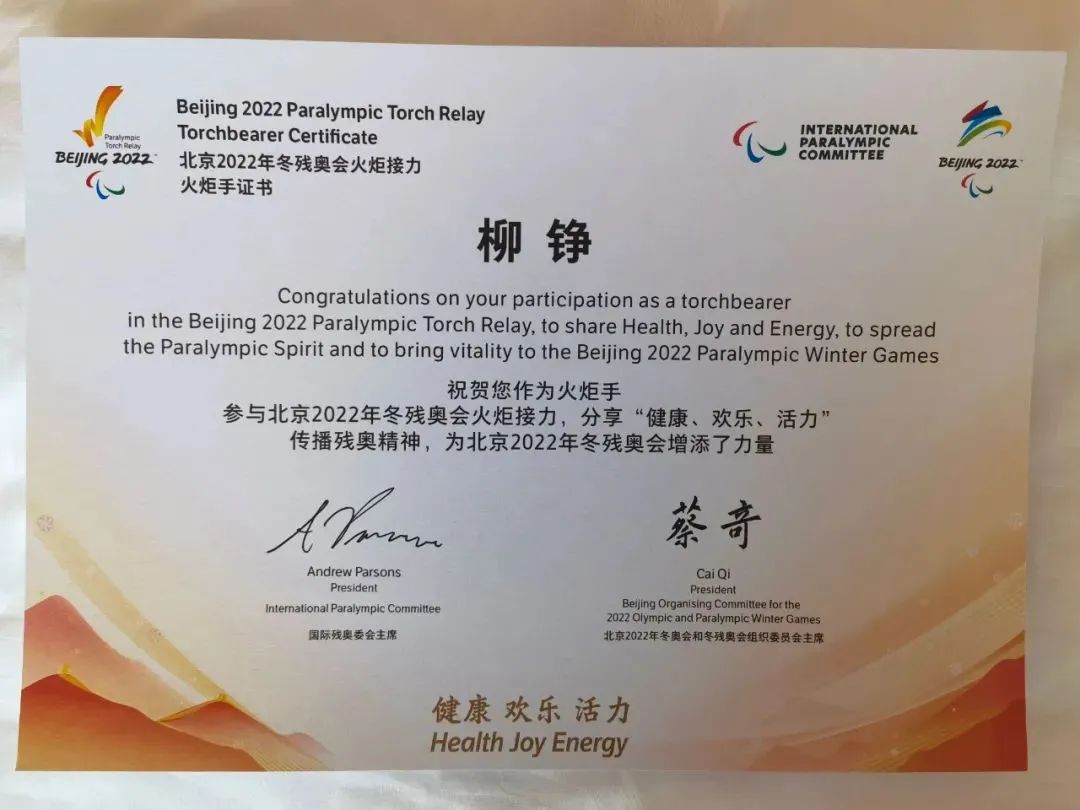 Paralympic
Torch Relay
BEIJING 2022™
Beijing 2022 Paralympic Torch Relay
Torchbearer Certificate
北京2022年冬残奥会火炬接力
火炬手证书
INTERNATIONAL
PARALYMPIC
COMMITTEE
BEIJING 2022™
柳 铮
Congratulations on your participation as a torchbearer
in the Beijing 2022 Paralympic Torch Relay, to share Health, Joy and Energy, to spread
the Paralympic Spirit and to bring vitality to the Beijing 2022 Paralympic Winter Games
祝贺您作为火炬手
参与北京2022年冬残奥会火炬接力，分享“健康、欢乐、活力”
传播残奥精神，为北京2022年冬残奥会增添了力量
A Parsons
蔡奇
Andrew Parsons
President
International Paralympic Committee
国际残奥委会主席
Cai Qi
President
Beijing Organising Committee for the
2022 Olympic and Paralympic Winter Games
北京2022年冬奥会和冬残奥会组织委员会主席
健康 欢乐 活力
Health Joy Energy